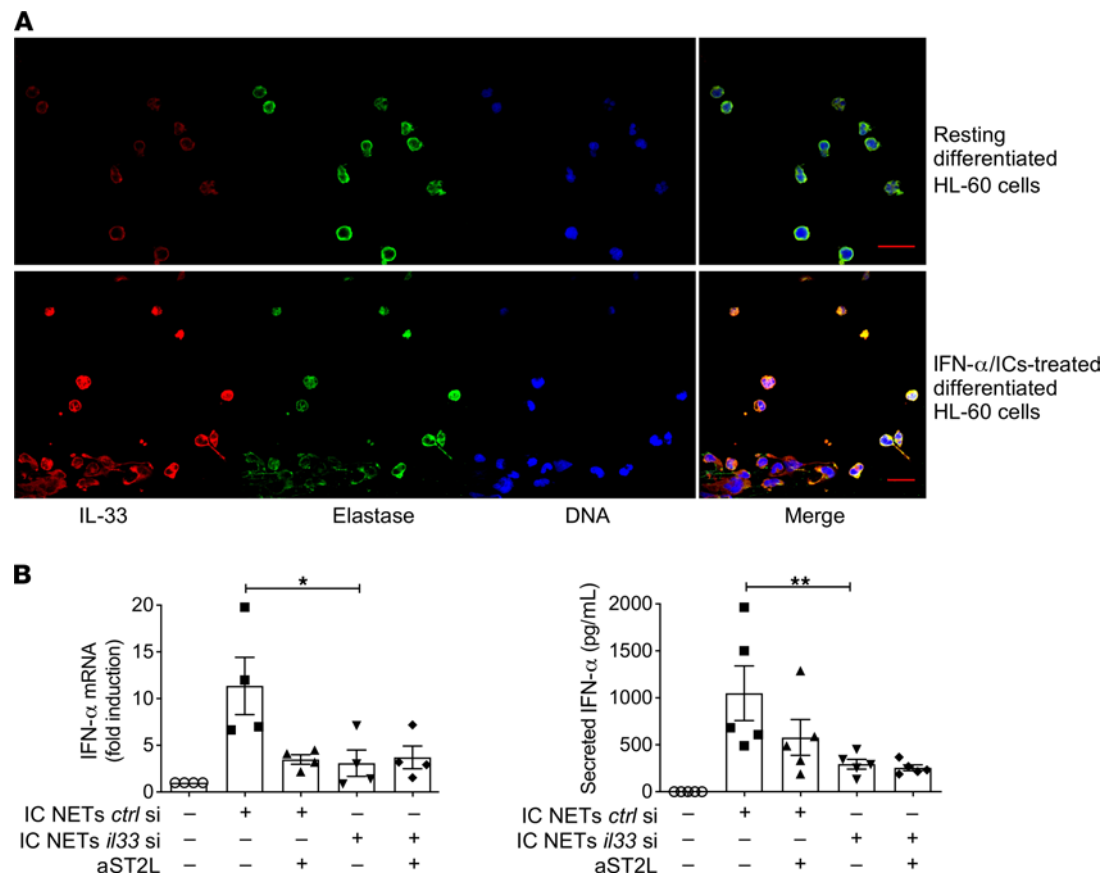 A
Resting
differentiated
HL-60 cells
IFN-α/ICs-treated
differentiated
HL-60 cells
IL-33 Elastase DNA Merge
B
*
20
15
10
5
0
IFN-α mRNA
(fold induction)
IC NETs ctrl si – + + – –
IC NETs il33 si – – – + +
aST2L – – + – +
**
2000
1500
1000
500
0
Secreted IFN-α (pg/mL)
IC NETs ctrl si – + + – –
IC NETs il33 si – – – + +
aST2L – – + – +